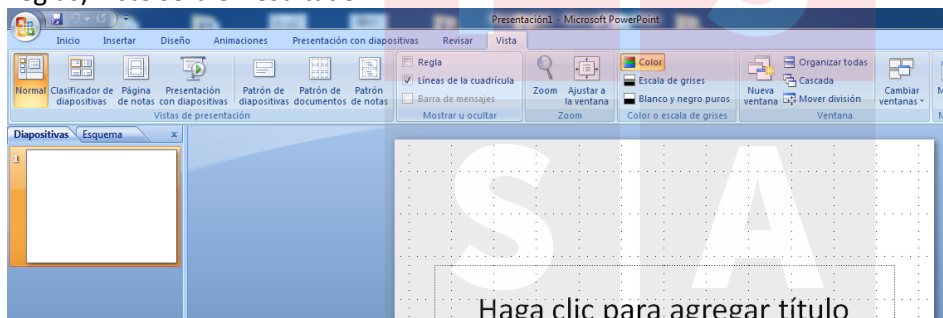 Presentación1 - Microsoft PowerPoint
Inicio Insertar Diseño Animaciones Presentación con diapositivas Revisar Vista
Normal Clasificador de diapositivas Página de notas Presentación con diapositivas Patrón de diapositivas Patrón de documentos Patrón de notas
Vistas de presentación
Regla
Líneas de la cuadrícula
Barra de mensajes
Mostrar u ocultar
Zoom Ajustar a la ventana
Zoom
Color
Escala de grises
Blanco y negro puros
Color o escala de grises
Nueva ventana
Organizar todas
Cascada
Mover división
Cambiar ventanas
Ventana
Diapositivas Esquema x
1
S A
Haga clic para agregar título